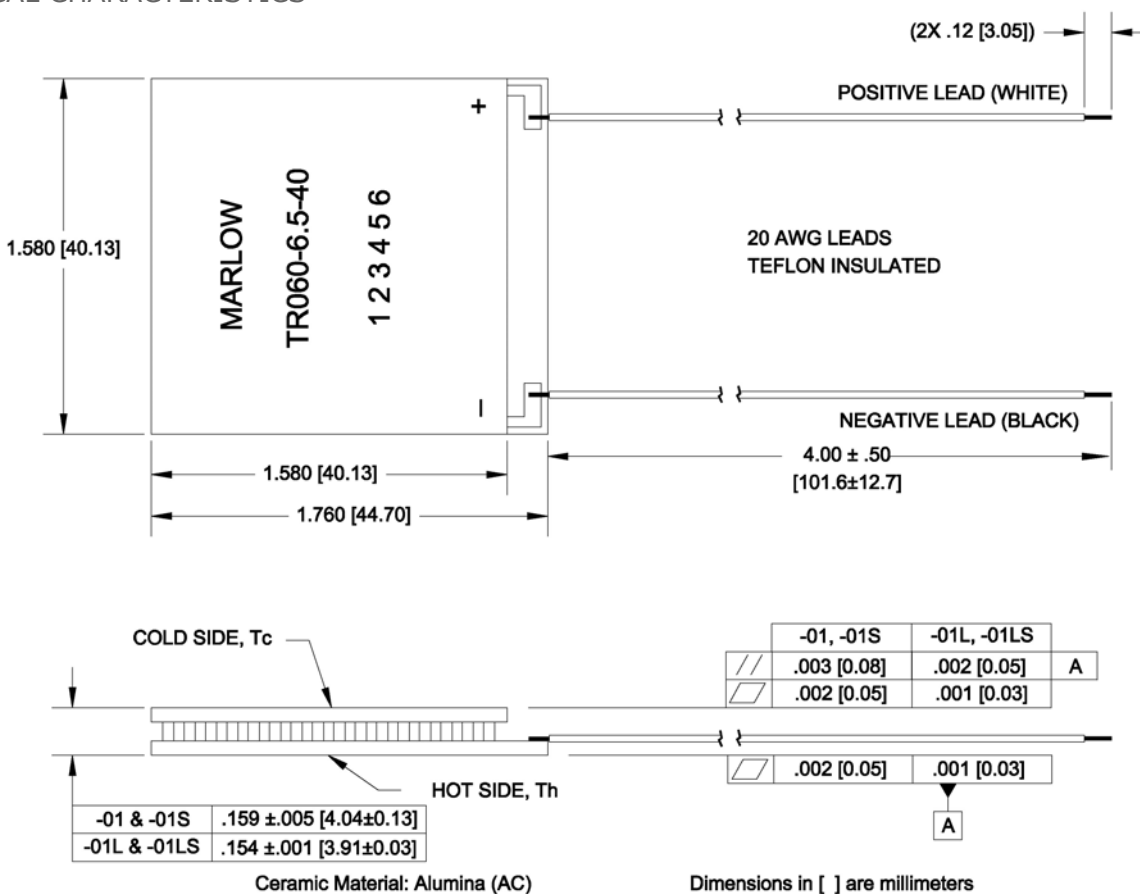 (2X .12 [3.05])
POSITIVE LEAD (WHITE)
+
1.580 [40.13]
MARLOW
TR060-6.5-40
1 2 3 4 5 6
20 AWG LEADS
TEFLON INSULATED
–
NEGATIVE LEAD (BLACK)
1.580 [40.13]
4.00 ± .50
[101.6±12.7]
1.760 [44.70]
COLD SIDE, Tc
-01, -01S -01L, -01LS
// .003 [0.08] .002 [0.05] A
.002 [0.05] .001 [0.03]
.002 [0.05] .001 [0.03]
A
HOT SIDE, Th
-01 & -01S .159 ±.005 [4.04±0.13]
-01L & -01LS .154 ±.001 [3.91±0.03]
Ceramic Material: Alumina (AC)
Dimensions in [ ] are millimeters